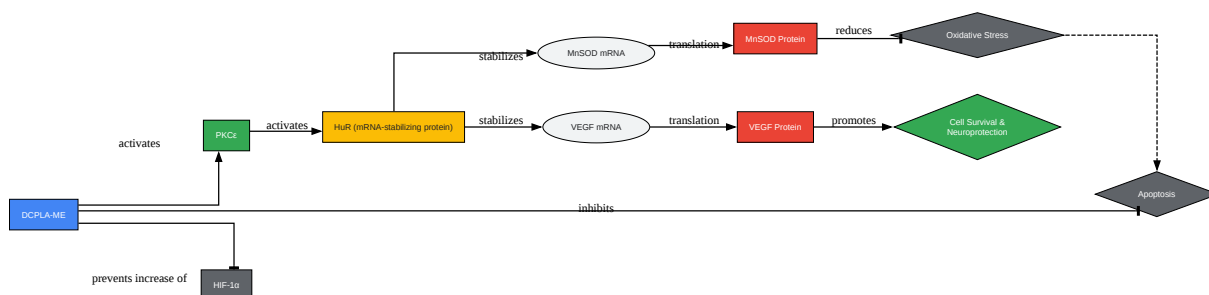 stabilizes
MnSOD mRNA
translation
MnSOD Protein
reduces
Oxidative Stress
activates
PKCε
activates
HuR (mRNA-stabilizing protein)
stabilizes
VEGF mRNA
translation
VEGF Protein
promotes
Cell Survival &
Neuroprotection
DCPLA-ME
inhibits
Apoptosis
prevents increase of
HIF-1α